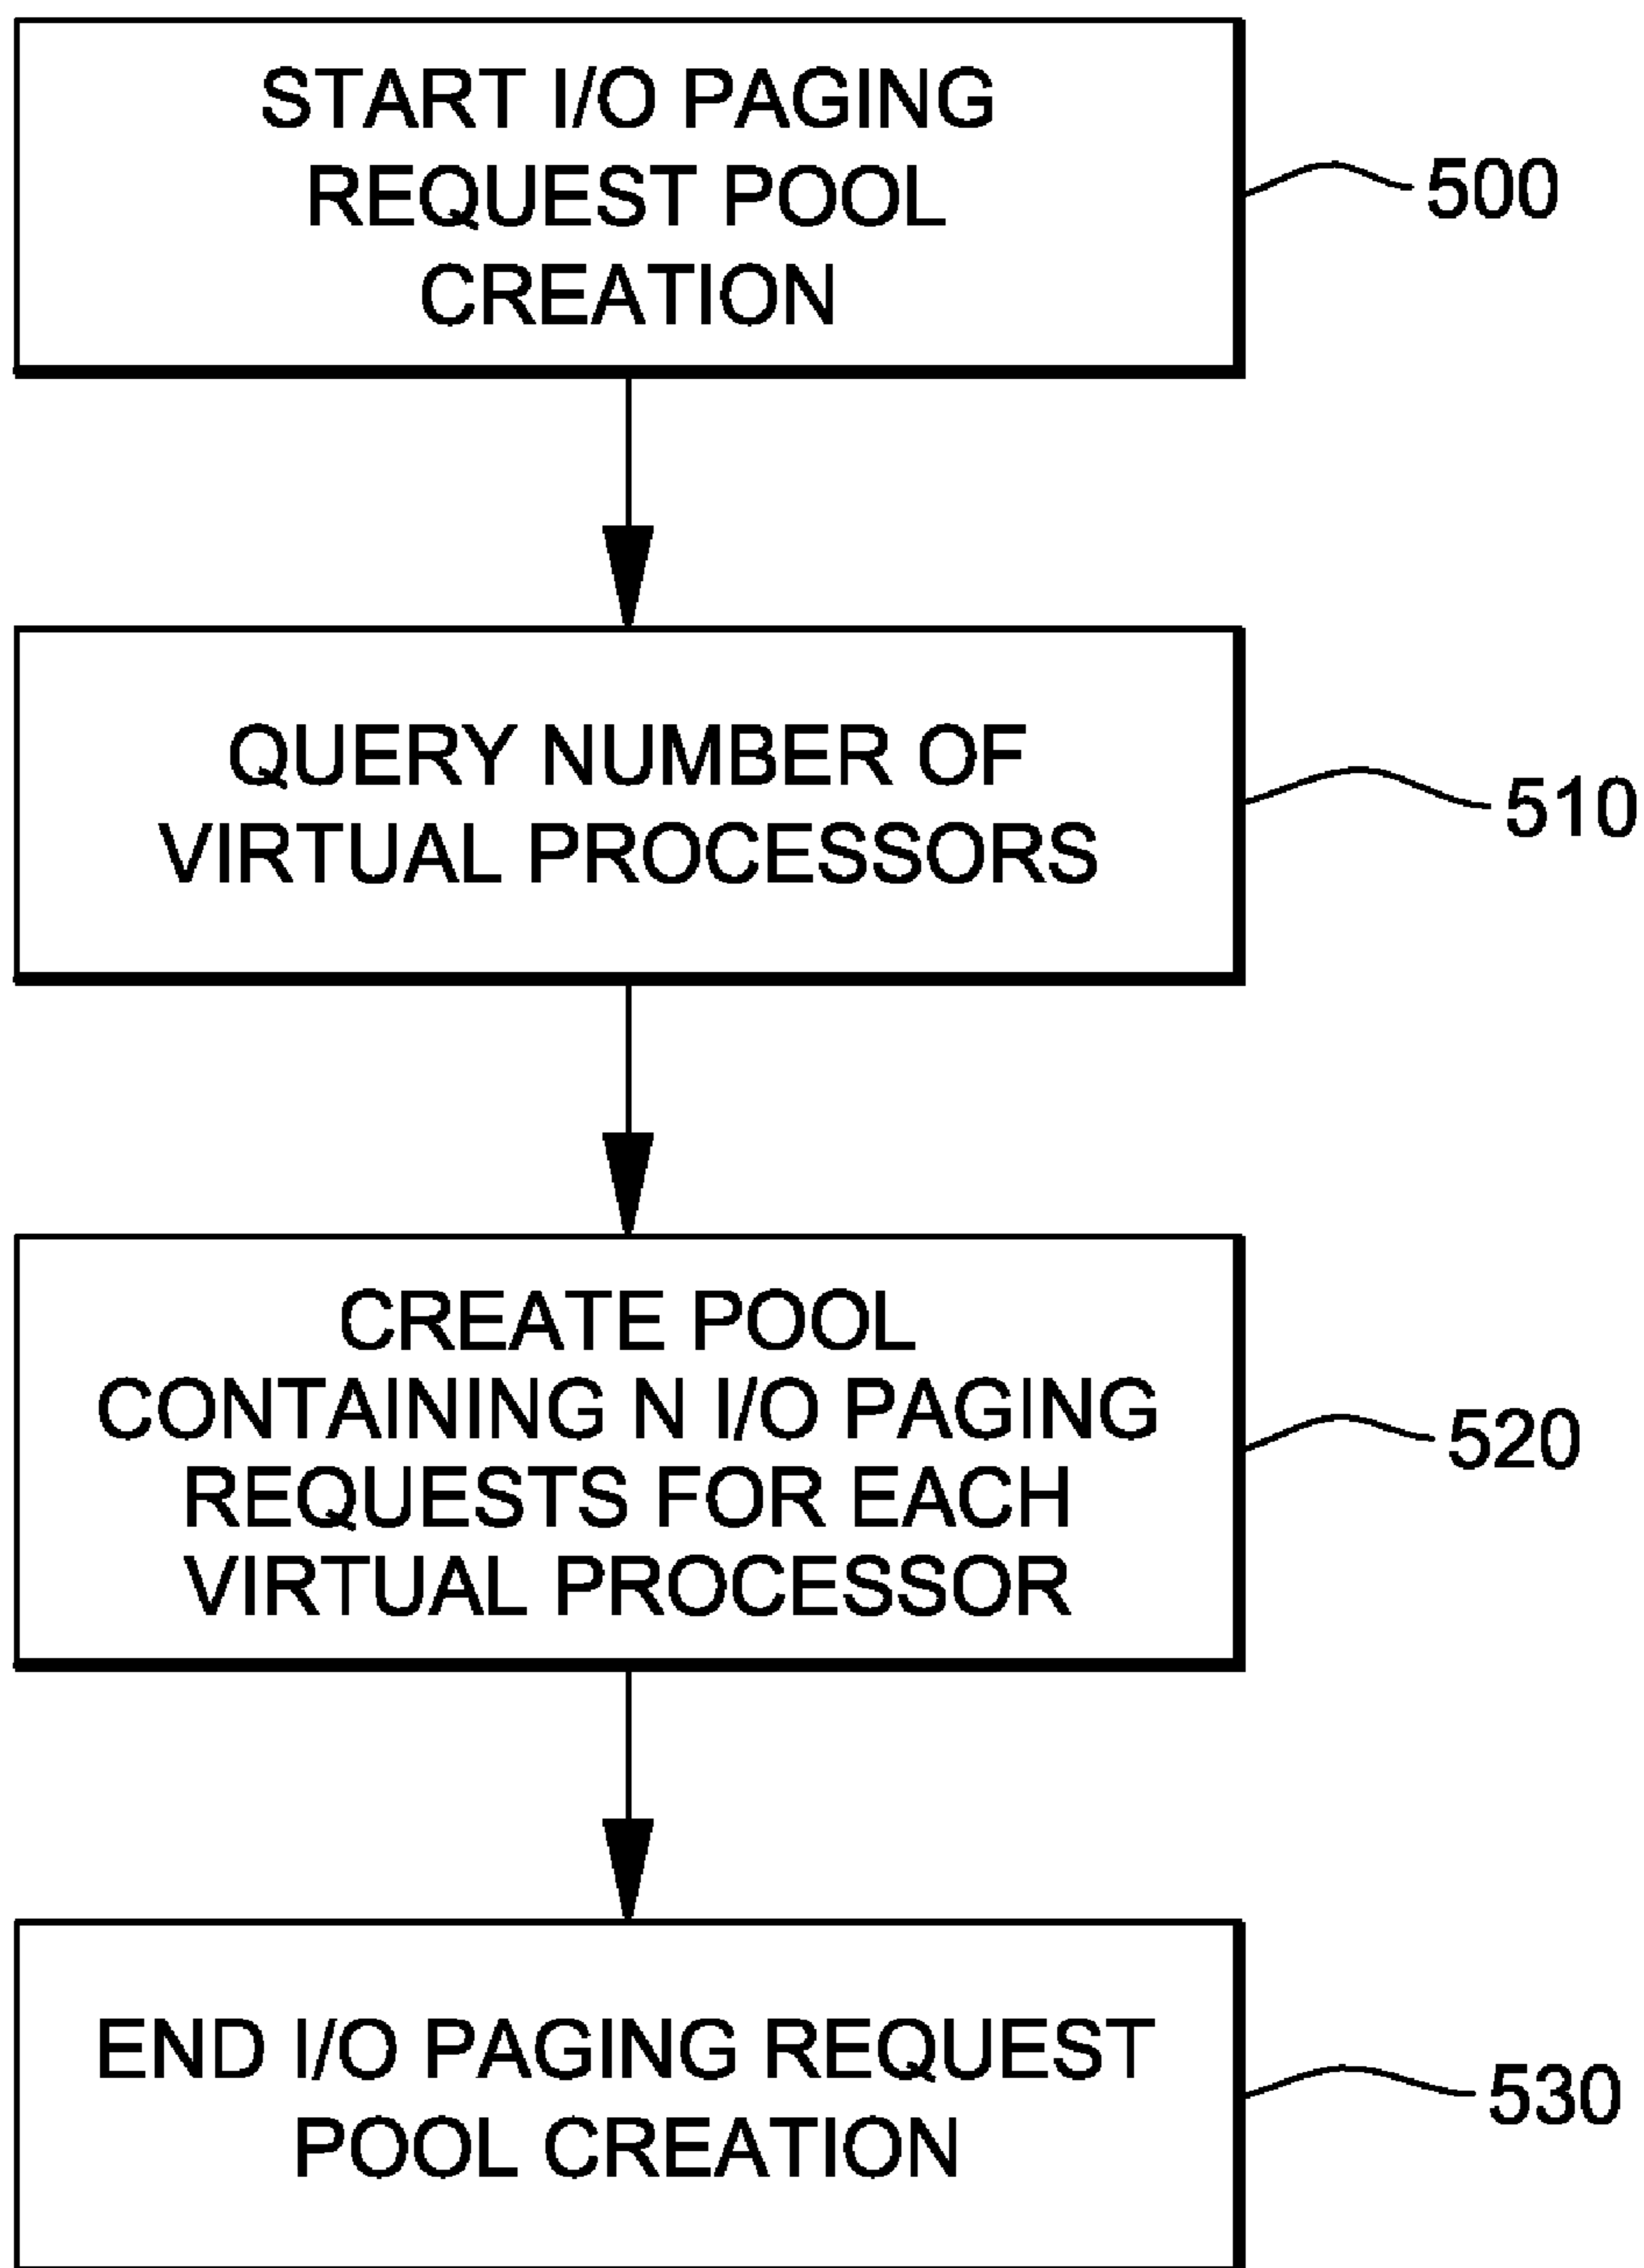 START I/O PAGING
REQUEST POOL
CREATION
500
QUERY NUMBER OF
VIRTUAL PROCESSORS
510
CREATE POOL
CONTAINING N I/O PAGING
REQUESTS FOR EACH
VIRTUAL PROCESSOR
520
END I/O PAGING REQUEST
POOL CREATION
530